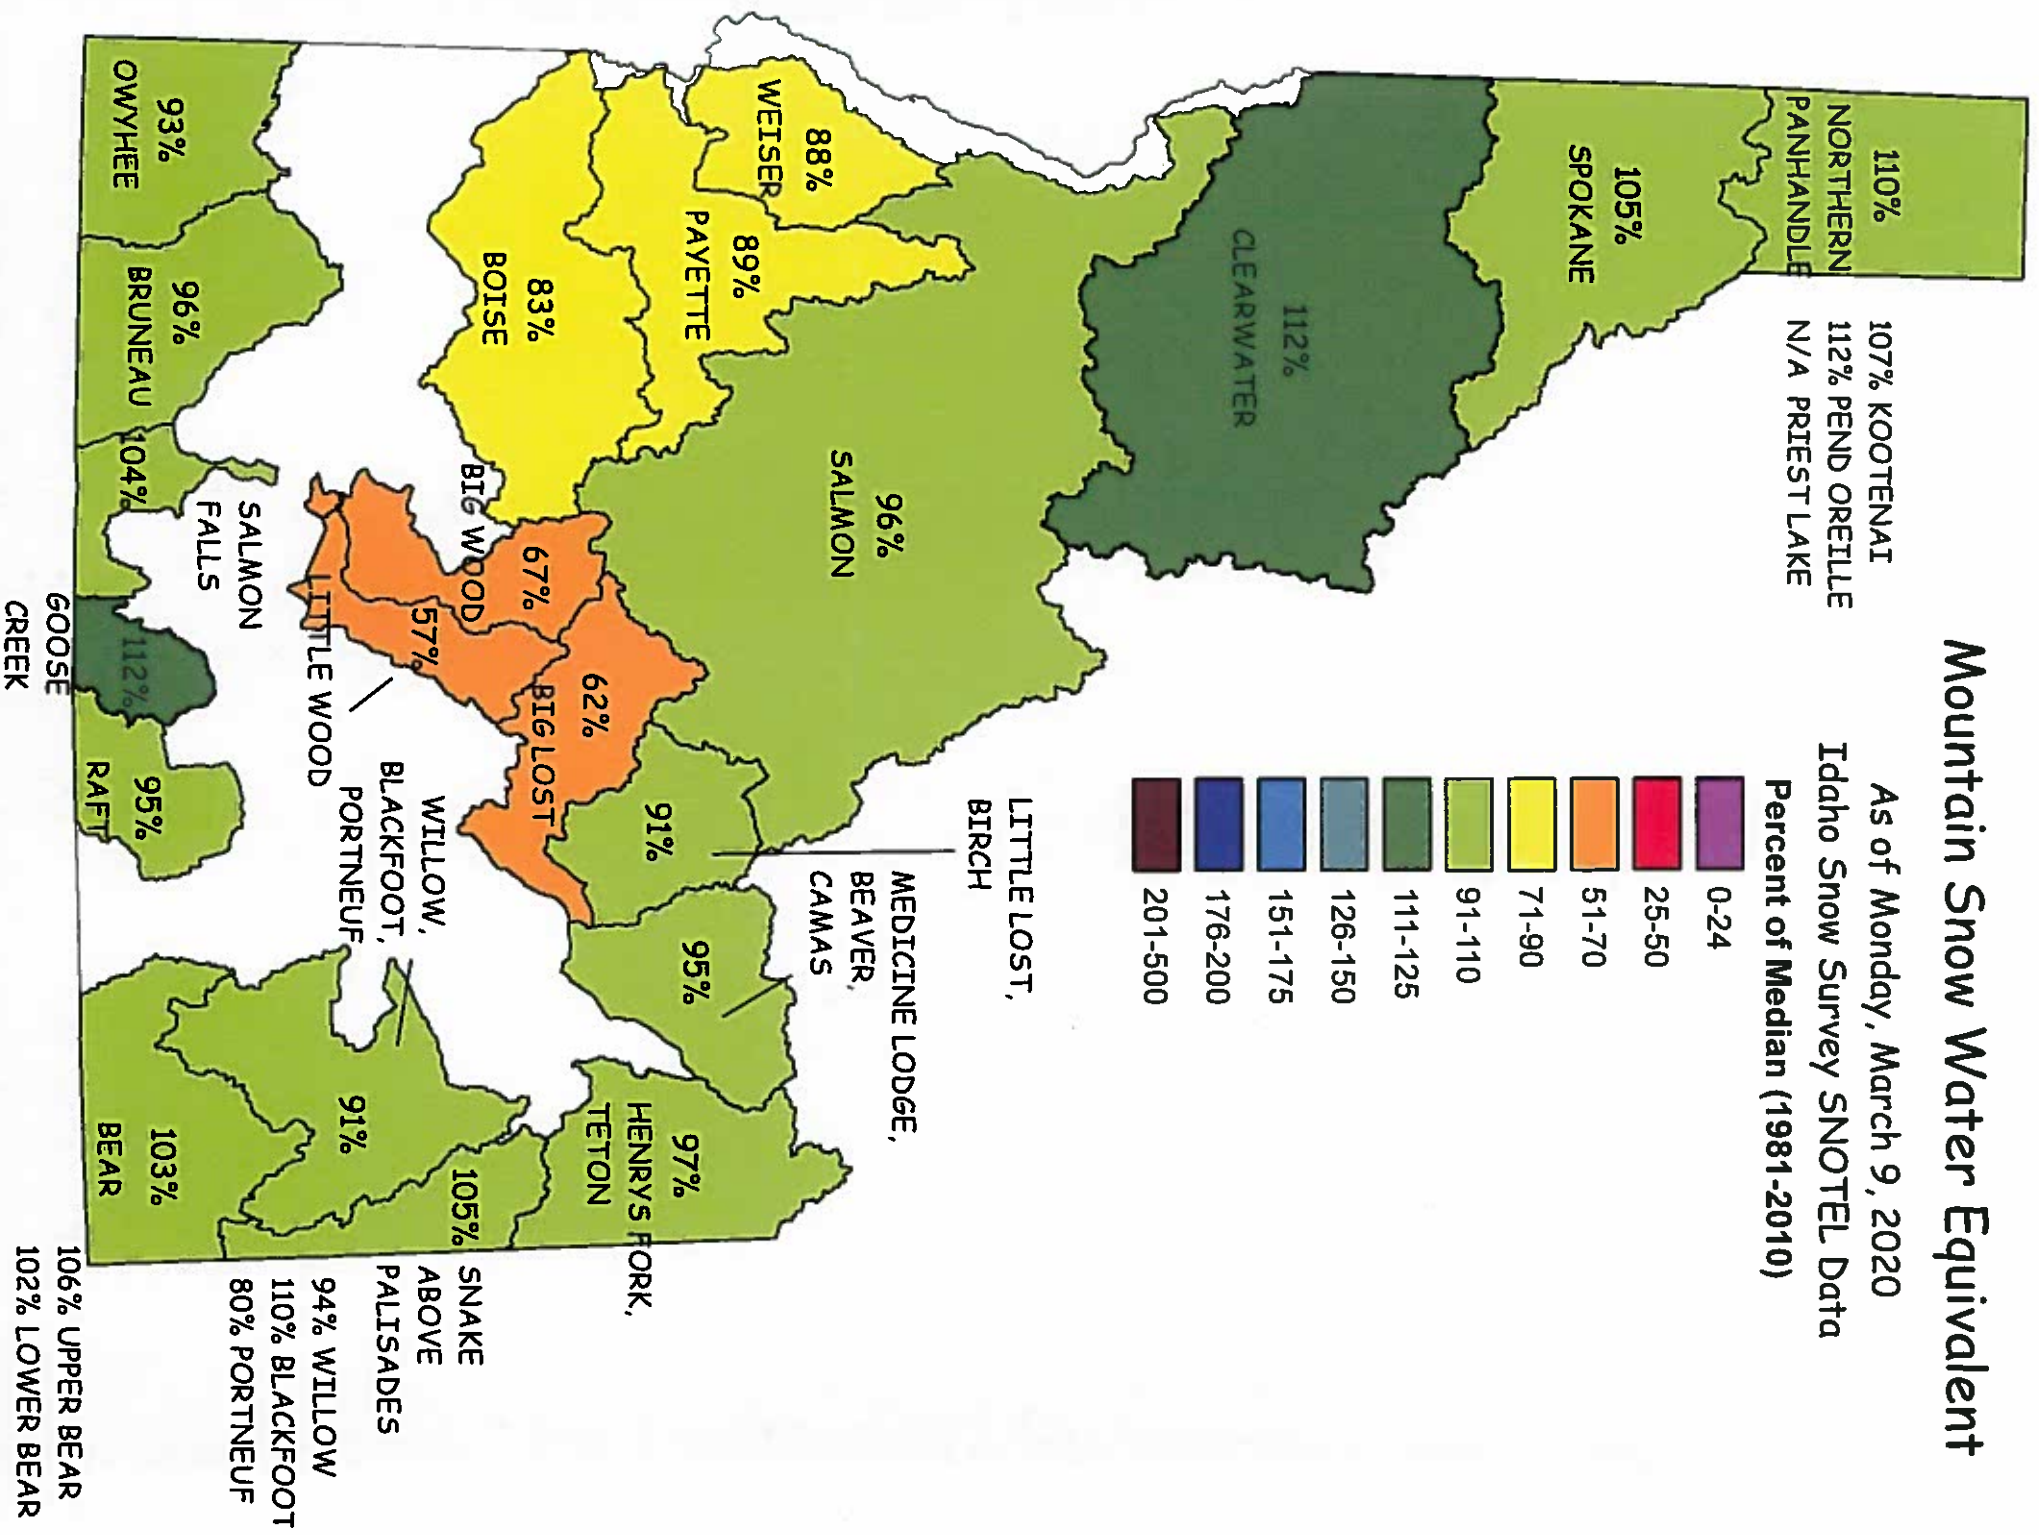 Mountain Snow Water Equivalent
As of Monday, March 9, 2020
Idaho Snow Survey SNOTEL Data
Percent of Median (1981-2010)
0-24
25-50
51-70
71-90
91-110
111-125
126-150
151-175
176-200
201-500
110%
NORTHERN
PANHANDLE
107% KOOTENAI
112% PEND OREILLE
N/A PRIEST LAKE
105%
SPOKANE
112%
CLEARWATER
96%
SALMON
LITTLE LOST,
BIRCH
91%
MEDICINE LODGE,
BEAVER,
CAMAS
95%
88%
WEISER
89%
PAYETTE
83%
BOISE
67%
BIG WOOD
57%
LITTLE WOOD
62%
BIG LOST
97%
HENRYS FORK,
TETON
WILLOW,
BLACKFOOT,
PORTNEUF
91%
105%
SNAKE
ABOVE
PALISADES
94% WILLOW
110% BLACKFOOT
80% PORTNEUF
93%
OWYHEE
96%
BRUNEAU
104%
SALMON
FALLS
112%
GOOSE
CREEK
95%
RAFT
103%
BEAR
106% UPPER BEAR
102% LOWER BEAR